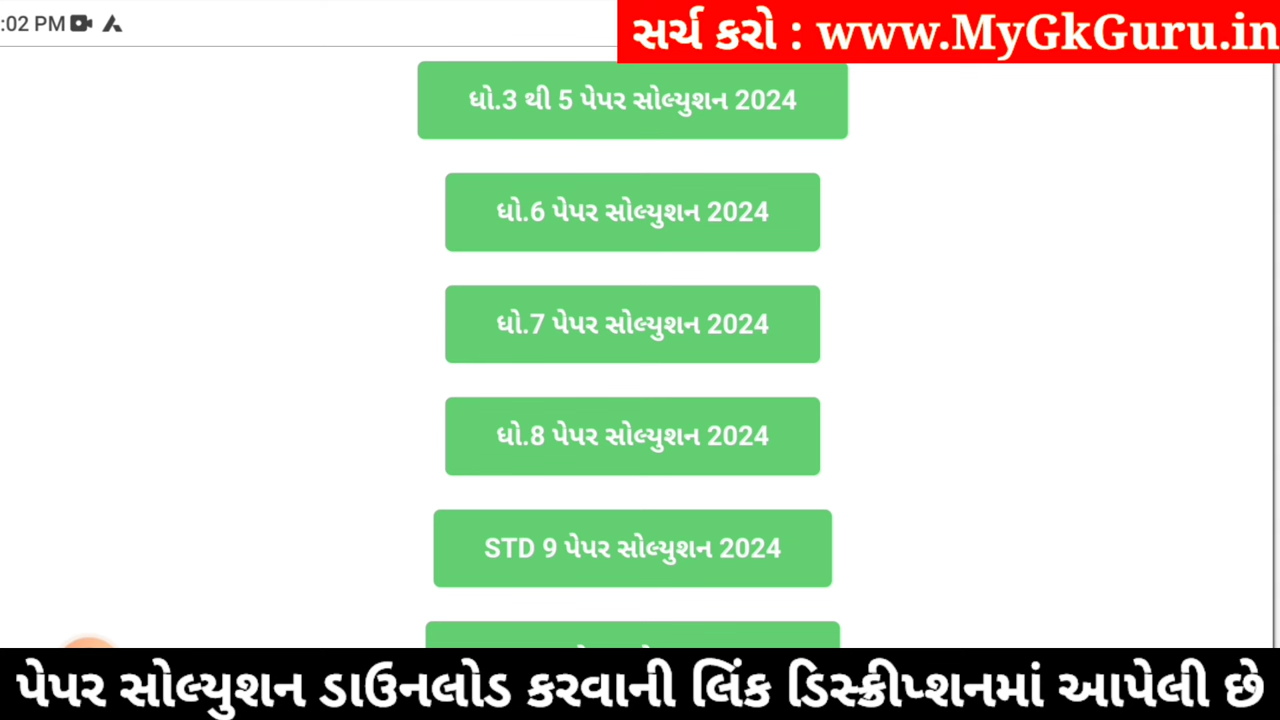 :02 PM
સર્ચ કરો : www.MyGkGuru.in
ધો.3 થી 5 પેપર સોલ્યુશન 2024
ધો.6 પેપર સોલ્યુશન 2024
ધો.7 પેપર સોલ્યુશન 2024
ધો.8 પેપર સોલ્યુશન 2024
STD 9 પેપર સોલ્યુશન 2024
પેપર સોલ્યુશન ડાઉનલોડ કરવાની લિંક ડિસ્ક્રીપ્શનમાં આપેલી છે